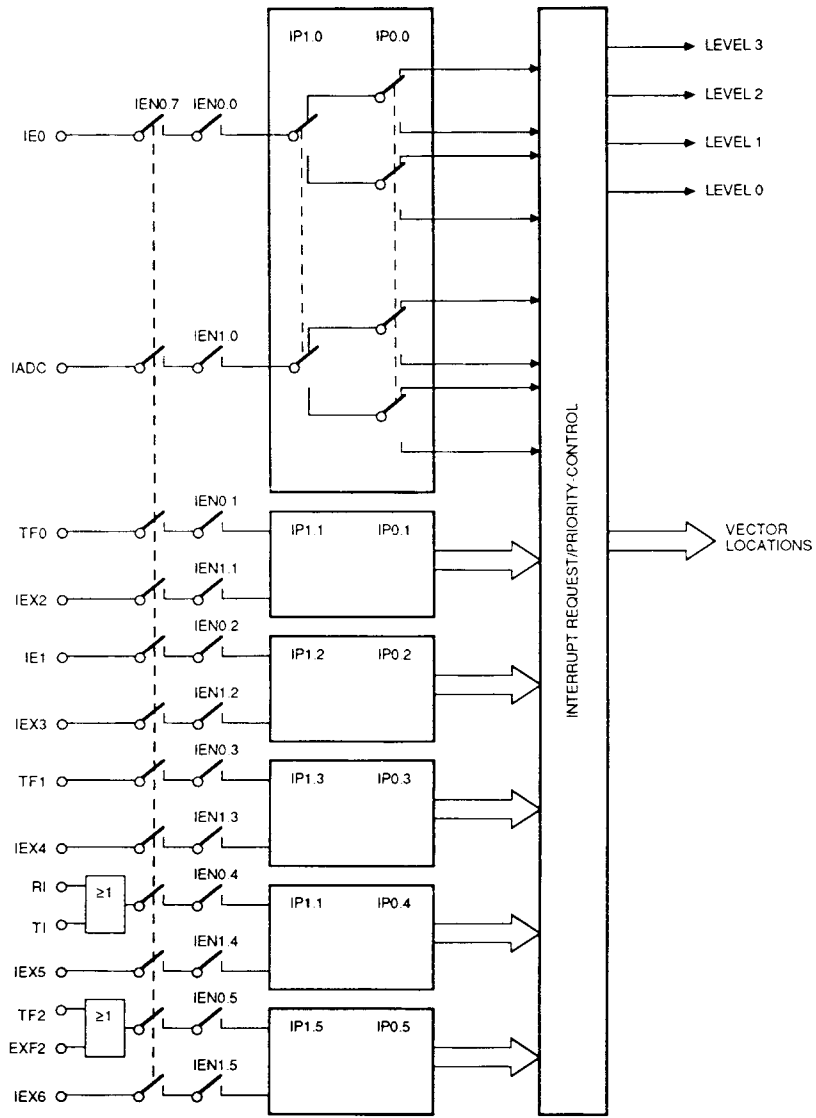 IP1.0 IP0.0
LEVEL 3
LEVEL 2
LEVEL 1
LEVEL 0
IEN0.7 IEN0.0
IE0
IEN1.0
IADC
IEN0.1
TF0
IP1.1 IP0.1
IEN1.1
IEX2
IEN0.2
IE1
IP1.2 IP0.2
IEN1.2
IEX3
IEN0.3
TF1
IP1.3 IP0.3
IEN1.3
IEX4
IEN0.4
RI
≥1
TI
IP1.1 IP0.4
IEN1.4
IEX5
IEN0.5
TF2
≥1
EXF2
IP1.5 IP0.5
IEN1.5
IEX6
INTERRUPT REQUEST/PRIORITY-CONTROL
VECTOR
LOCATIONS